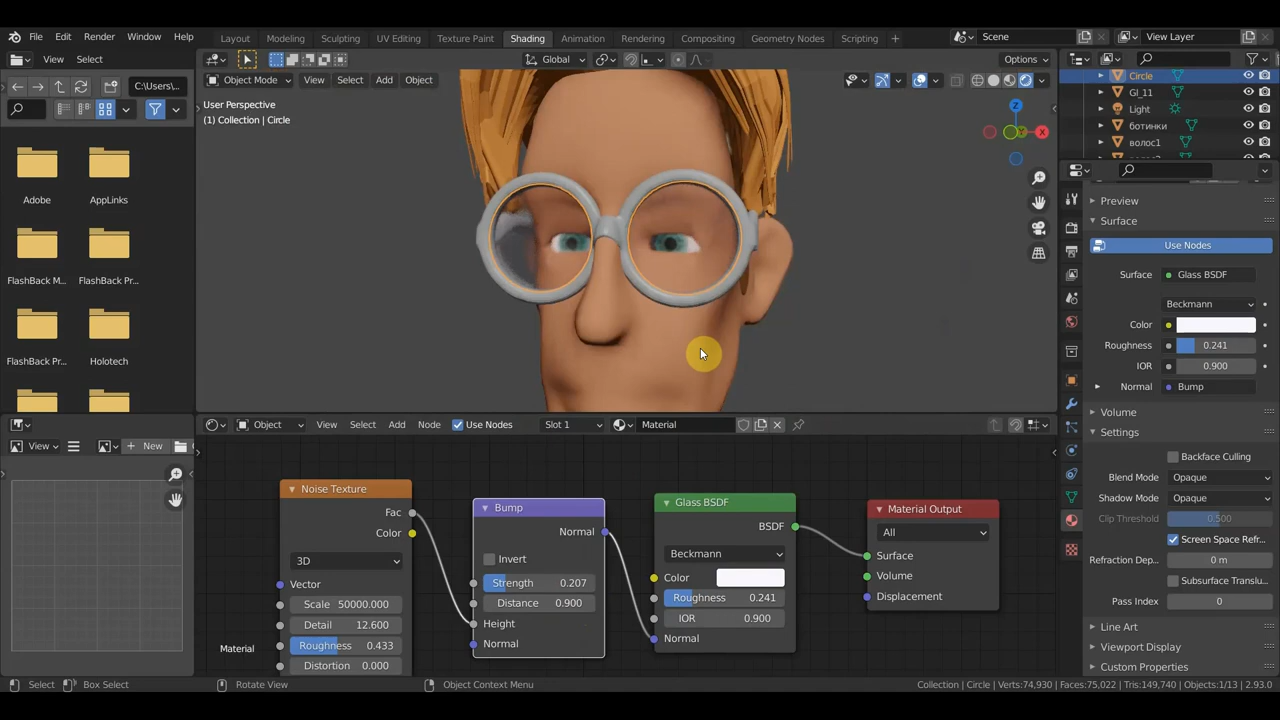 File Edit Render Window Help Layout Modeling Sculpting UV Editing Texture Paint Shading Animation Rendering Compositing Geometry Nodes Scripting + Scene View Layer
View Select Global Options
C:\Users\... Object Mode View Select Add Object
User Perspective
(1) Collection | Circle
Adobe AppLinks
FlashBack M... FlashBack Pr...
FlashBack Pr... Holotech
Z
X
Circle
Gl_11
Light
ботинки
волос1
Preview
Surface
Use Nodes
Surface Glass BSDF
Beckmann
Color
Roughness 0.241
IOR 0.900
Normal Bump
Volume
Settings
Backface Culling
Blend Mode Opaque
Shadow Mode Opaque
Clip Threshold 0.500
Screen Space Refr...
Refraction Depth 0 m
Subsurface Translu...
Pass Index 0
Line Art
Viewport Display
Custom Properties
View New
Object View Select Add Node Use Nodes Slot 1 Material
Noise Texture
Fac
Color
3D
Vector
Scale 50000.000
Detail 12.600
Roughness 0.433
Distortion 0.000
Material
Bump
Normal
Invert
Strength 0.207
Distance 0.900
Height
Normal
Glass BSDF
BSDF
Beckmann
Color
Roughness 0.241
IOR 0.900
Normal
Material Output
All
Surface
Volume
Displacement
Select Box Select Rotate View Object Context Menu Collection | Circle | Verts:74,930 | Faces:75,022 | Tris:149,740 | Objects:1/13 | 2.93.0